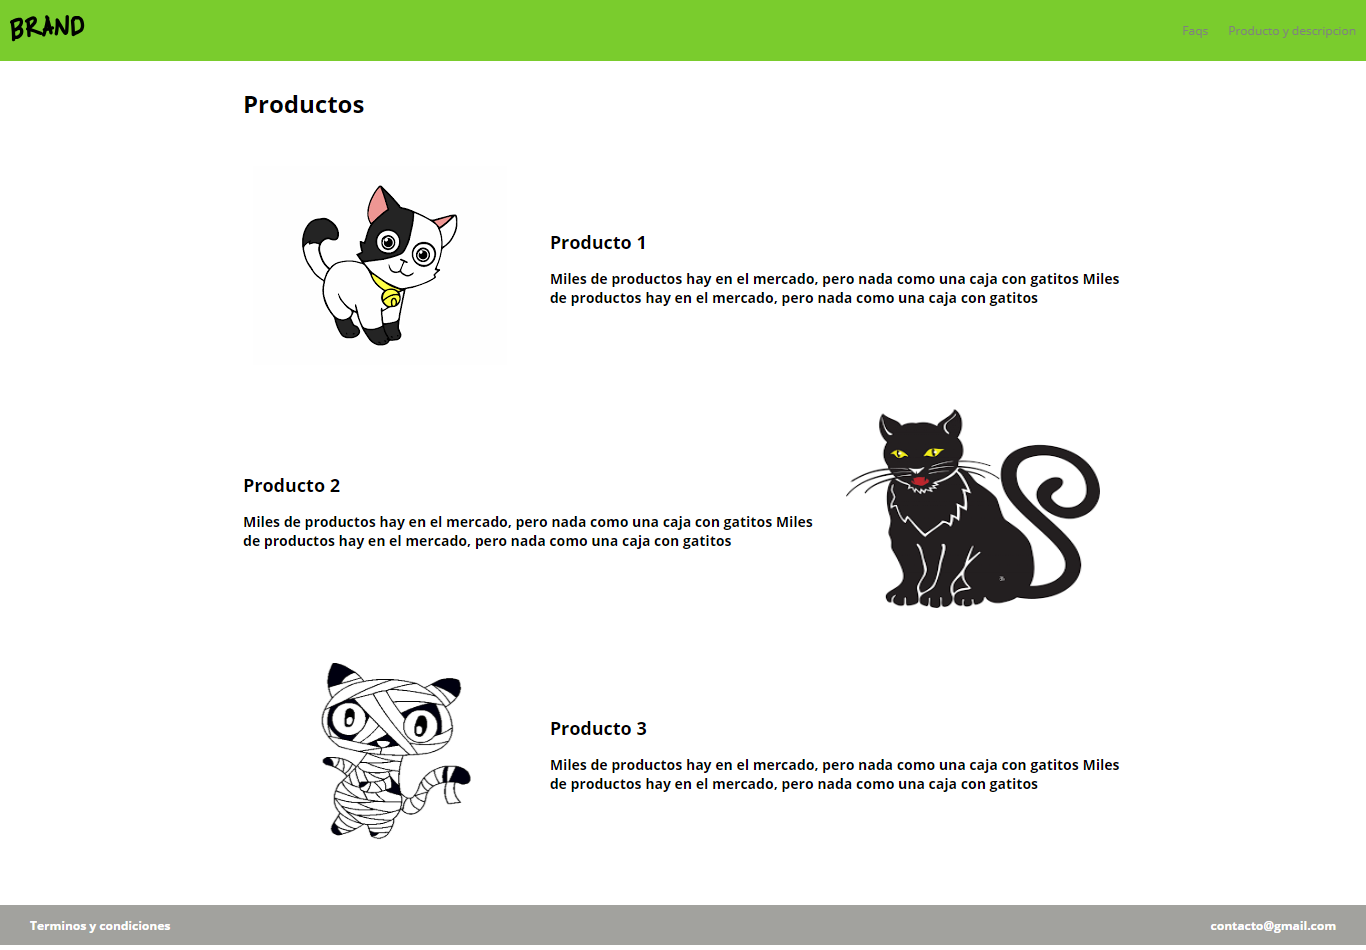 BRAND
Faqs
Producto y descripcion
Productos
Producto 1
Miles de productos hay en el mercado, pero nada como una caja con gatitos Miles
de productos hay en el mercado, pero nada como una caja con gatitos
Producto 2
Miles de productos hay en el mercado, pero nada como una caja con gatitos Miles
de productos hay en el mercado, pero nada como una caja con gatitos
Producto 3
Miles de productos hay en el mercado, pero nada como una caja con gatitos Miles
de productos hay en el mercado, pero nada como una caja con gatitos
Terminos y condiciones
contacto@gmail.com